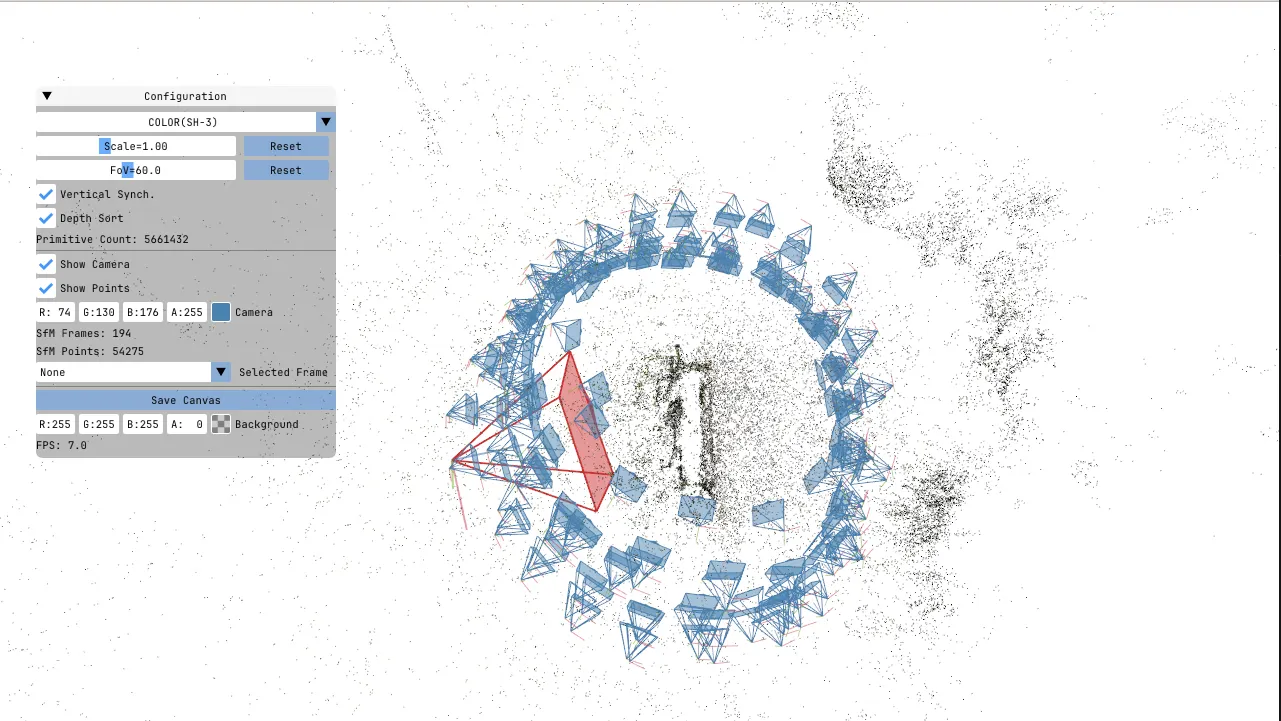 Configuration
COLOR(SH-3)
Scale=1.00 Reset
FoV=60.0 Reset
Vertical Synch.
Depth Sort
Primitive Count: 5661432
Show Camera
Show Points
R: 74 G:130 B:176 A:255 Camera
SfM Frames: 194
SfM Points: 54275
None Selected Frame
Save Canvas
R:255 G:255 B:255 A: 0 Background
FPS: 7.0